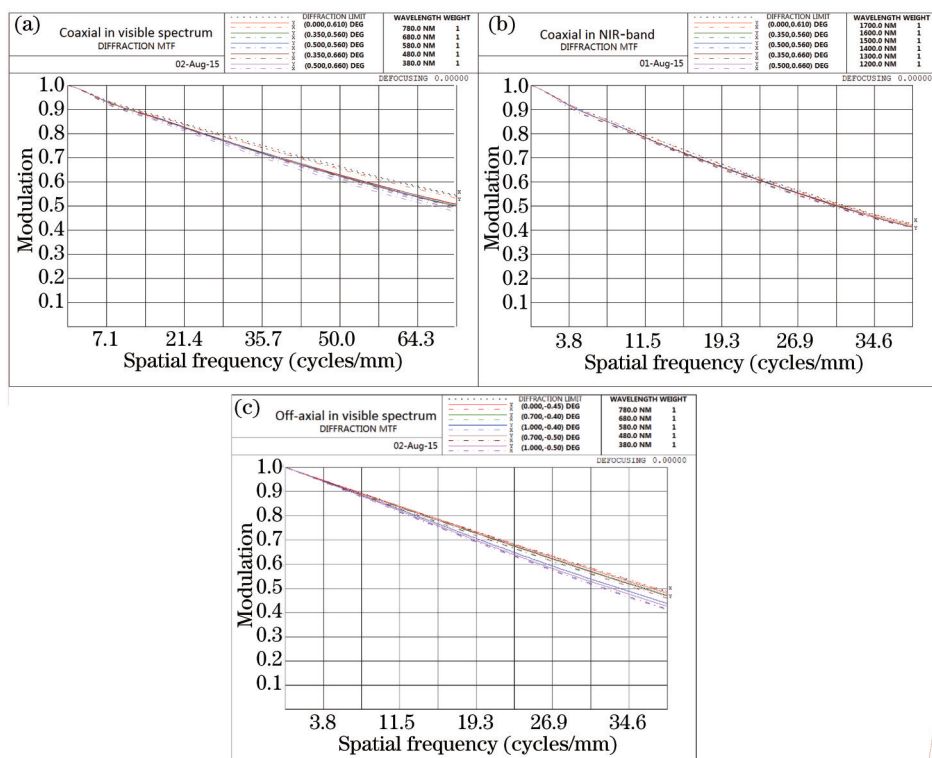 (a)
Coaxial in visible spectrum
DIFFRACTION MTF
02-Aug-15
DIFFRACTION LIMIT
(0.000,0.610) DEG
(0.350,0.560) DEG
(0.500,0.560) DEG
(0.350,0.660) DEG
(0.500,0.660) DEG
WAVELENGTH WEIGHT
780.0 NM 1
680.0 NM 1
580.0 NM 1
480.0 NM 1
380.0 NM 1
DEFOCUSING 0.00000
Modulation
1.0
0.9
0.8
0.7
0.6
0.5
0.4
0.3
0.2
0.1
X
Y
7.1 21.4 35.7 50.0 64.3
Spatial frequency (cycles/mm)
(b)
Coaxial in NIR-band
DIFFRACTION MTF
01-Aug-15
DIFFRACTION LIMIT
(0.000,0.610) DEG
(0.350,0.560) DEG
(0.500,0.560) DEG
(0.350,0.660) DEG
(0.500,0.660) DEG
WAVELENGTH WEIGHT
1700.0 NM 1
1600.0 NM 1
1500.0 NM 1
1400.0 NM 1
1300.0 NM 1
1200.0 NM 1
DEFOCUSING 0.00000
Modulation
1.0
0.9
0.8
0.7
0.6
0.5
0.4
0.3
0.2
0.1
X
Y
3.8 11.5 19.3 26.9 34.6
Spatial frequency (cycles/mm)
(c)
Off-axial in visible spectrum
DIFFRACTION MTF
02-Aug-15
DIFFRACTION LIMIT
(0.000,-0.45) DEG
(0.700,-0.40) DEG
(1.000,-0.40) DEG
(0.700,-0.50) DEG
(1.000,-0.50) DEG
WAVELENGTH WEIGHT
780.0 NM 1
680.0 NM 1
580.0 NM 1
480.0 NM 1
380.0 NM 1
DEFOCUSING 0.00000
Modulation
1.0
0.9
0.8
0.7
0.6
0.5
0.4
0.3
0.2
0.1
X
Y
3.8 11.5 19.3 26.9 34.6
Spatial frequency (cycles/mm)